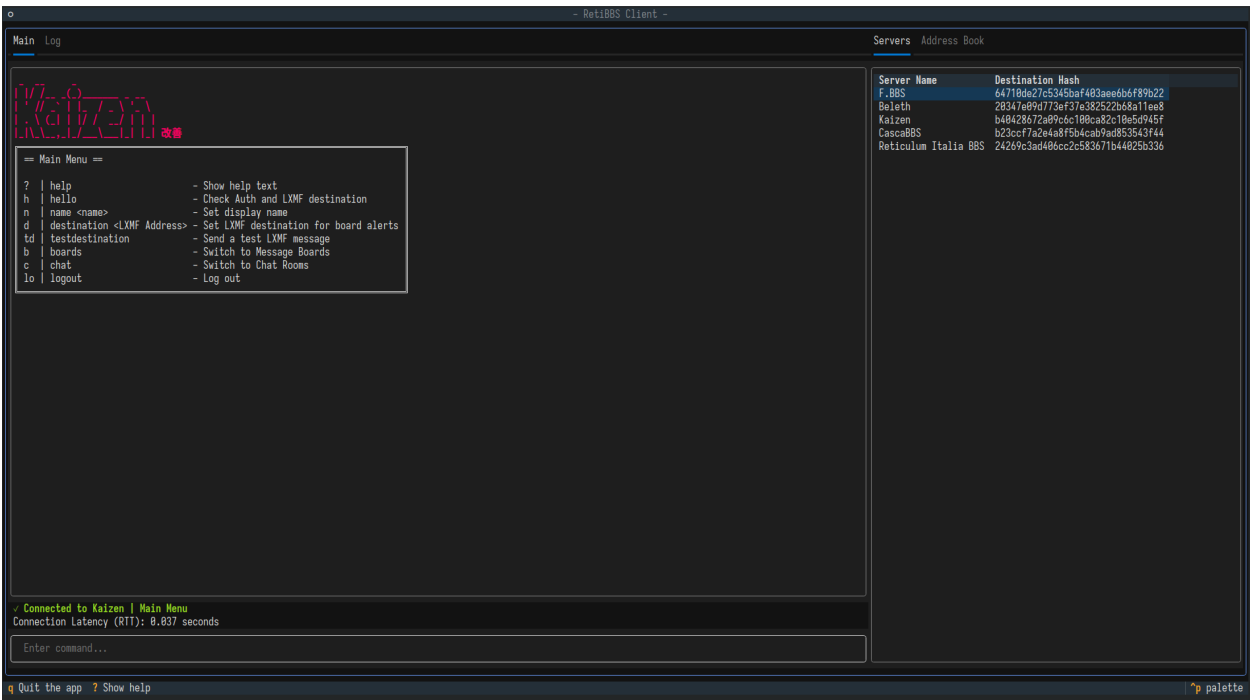 - RetiBBS Client -
Main Log
Servers Address Book
改善
== Main Menu ==
? | help - Show help text
h | hello - Check Auth and LXMF destination
n | name <name> - Set display name
d | destination <LXMF Address> - Set LXMF destination for board alerts
td | testdestination - Send a test LXMF message
b | boards - Switch to Message Boards
c | chat - Switch to Chat Rooms
lo | logout - Log out
Server Name Destination Hash
F.BBS 64710de27c5345baf403aee6b6f89b22
Beleth 20347e09d773ef37e382522b68a11ee8
Kaizen b40428672a09c6c100ca82c10e5d945f
CascaBBS b23ccf7a2e4a8f5b4cab9ad853543f44
Reticulum Italia BBS 24269c3ad406cc2c583671b44025b336
✓ Connected to Kaizen | Main Menu
Connection Latency (RTT): 0.037 seconds
Enter command...
q Quit the app ? Show help
^p palette